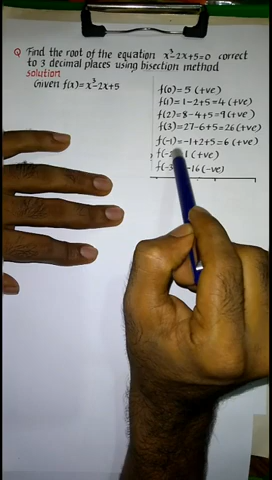 Q Find the root of the equation x³-2x+5=0 correct
to 3 decimal places using bisection method
solution
Given f(x)=x³-2x+5
f(0)=5 (+ve)
f(1)=1-2+5=4 (+ve)
f(2)=8-4+5=9 (+ve)
f(3)=27-6+5=26 (+ve)
f(-1)=-1+2+5=6 (+ve)
f(-2 1 (+ve)
f(-3 -16 (-ve)